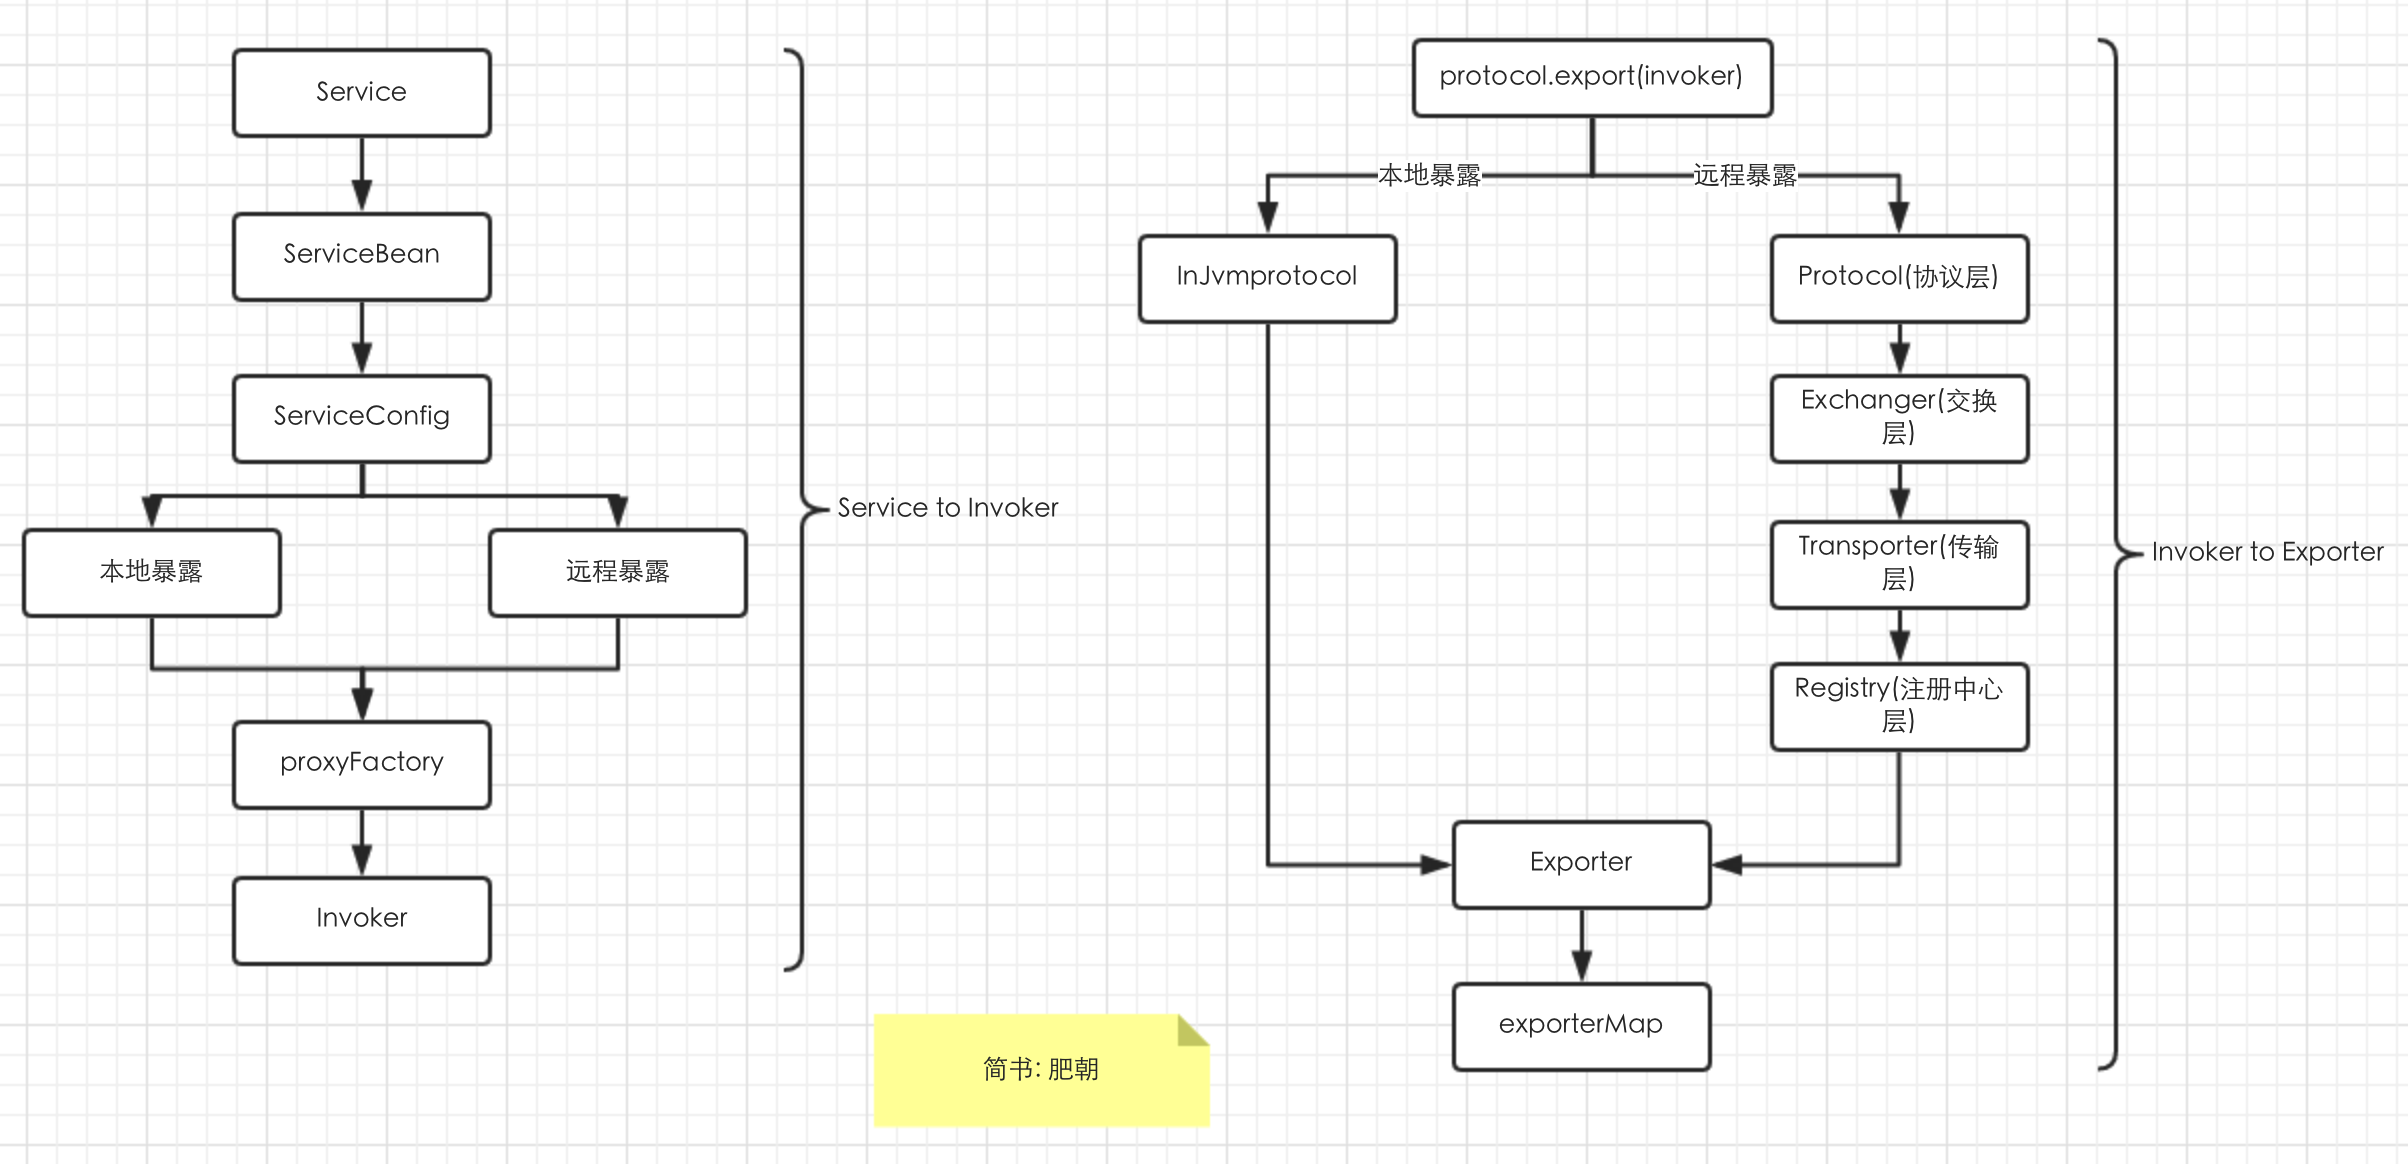 Service
ServiceBean
ServiceConfig
本地暴露
远程暴露
proxyFactory
Invoker
Service to Invoker
protocol.export(invoker)
本地暴露
远程暴露
InJvmprotocol
Protocol(协议层)
Exchanger(交换
层)
Transporter(传输
层)
Registry(注册中心
层)
Exporter
exporterMap
Invoker to Exporter
简书: 肥朝